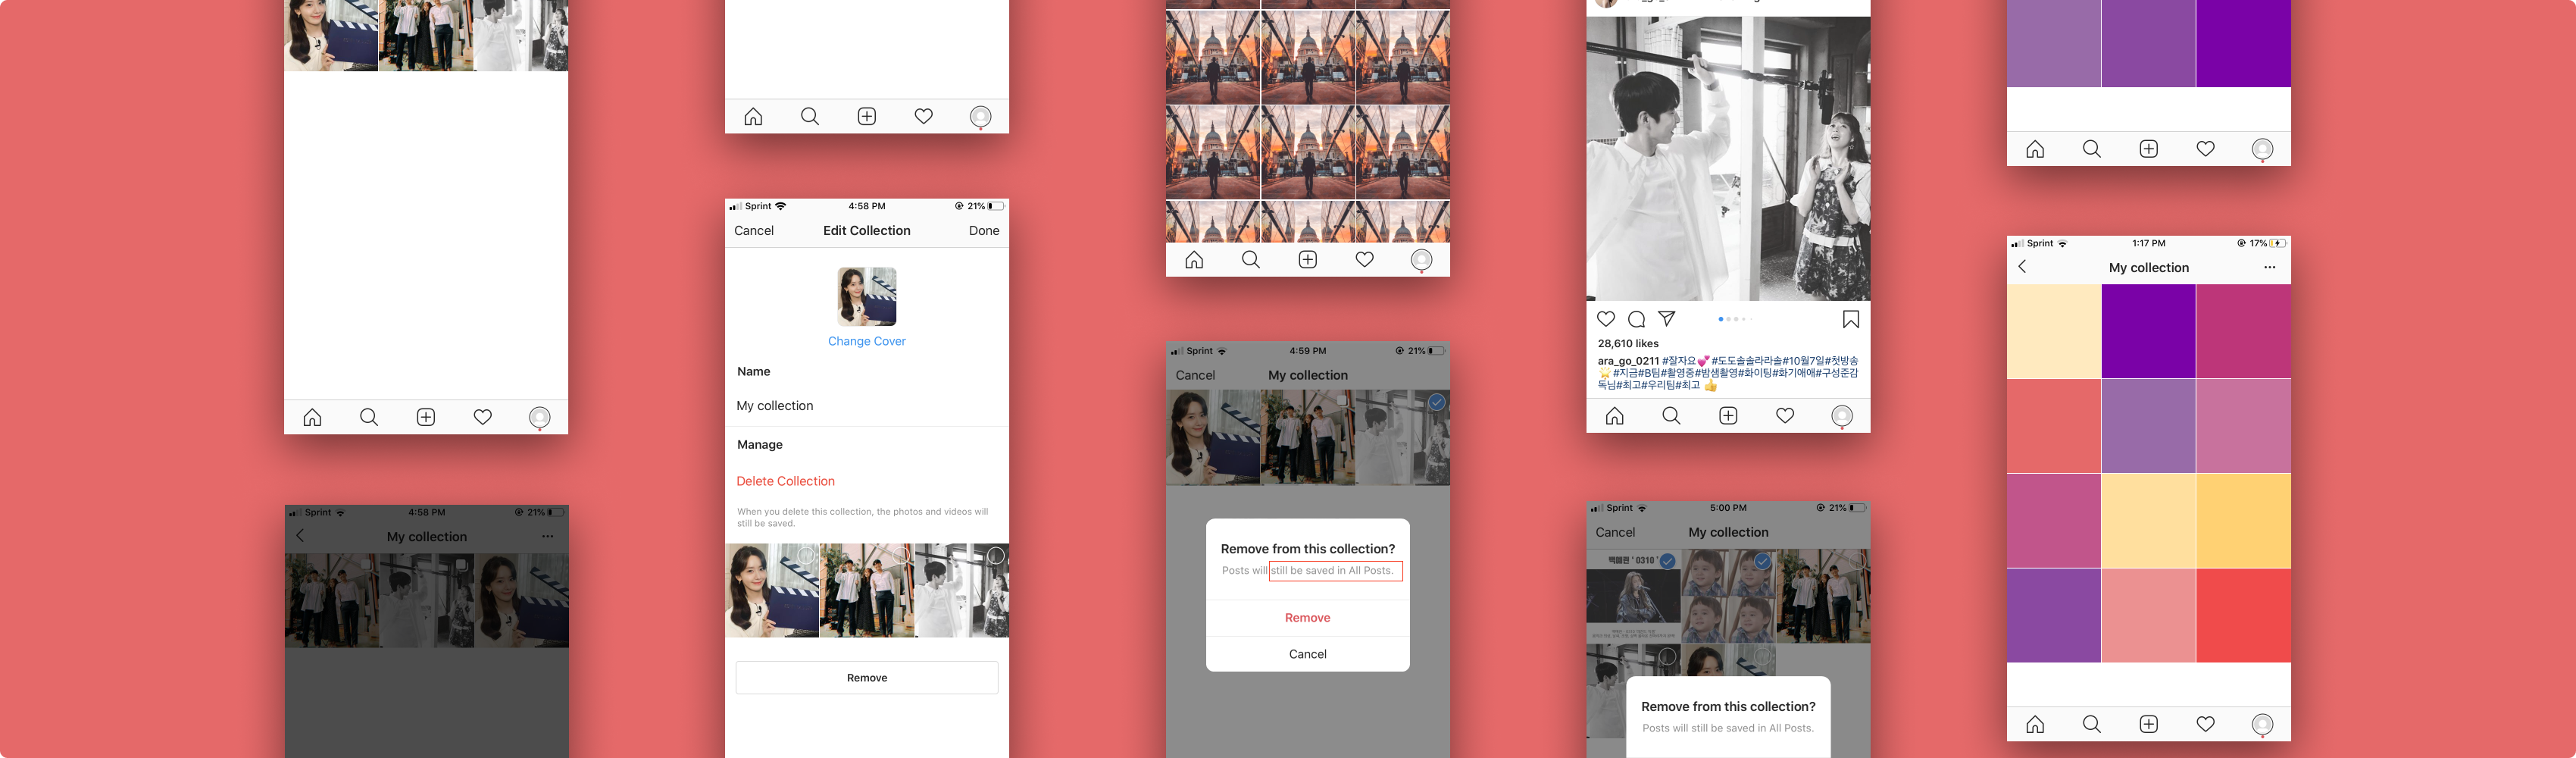 Sprint
4:58 PM
21%
My collection
Sprint
4:58 PM
21%
Cancel
Edit Collection
Done
Change Cover
Name
My collection
Manage
Delete Collection
When you delete this collection, the photos and videos will
still be saved.
Remove
Sprint
4:59 PM
21%
Cancel
My collection
Remove from this collection?
Posts will still be saved in All Posts.
Remove
Cancel
28,610 likes
ara_go_0211 #잘자요💕#도도솔솔라라솔#10월7일#첫방송
🌟#지금#B팀#촬영중#밤샘촬영#화이팅#화기애애#구성준감
독님#최고#우리팀#최고 👍
Sprint
5:00 PM
21%
Cancel
My collection
' 0310 '
Remove from this collection?
Posts will still be saved in All Posts.
Sprint
1:17 PM
17%
My collection